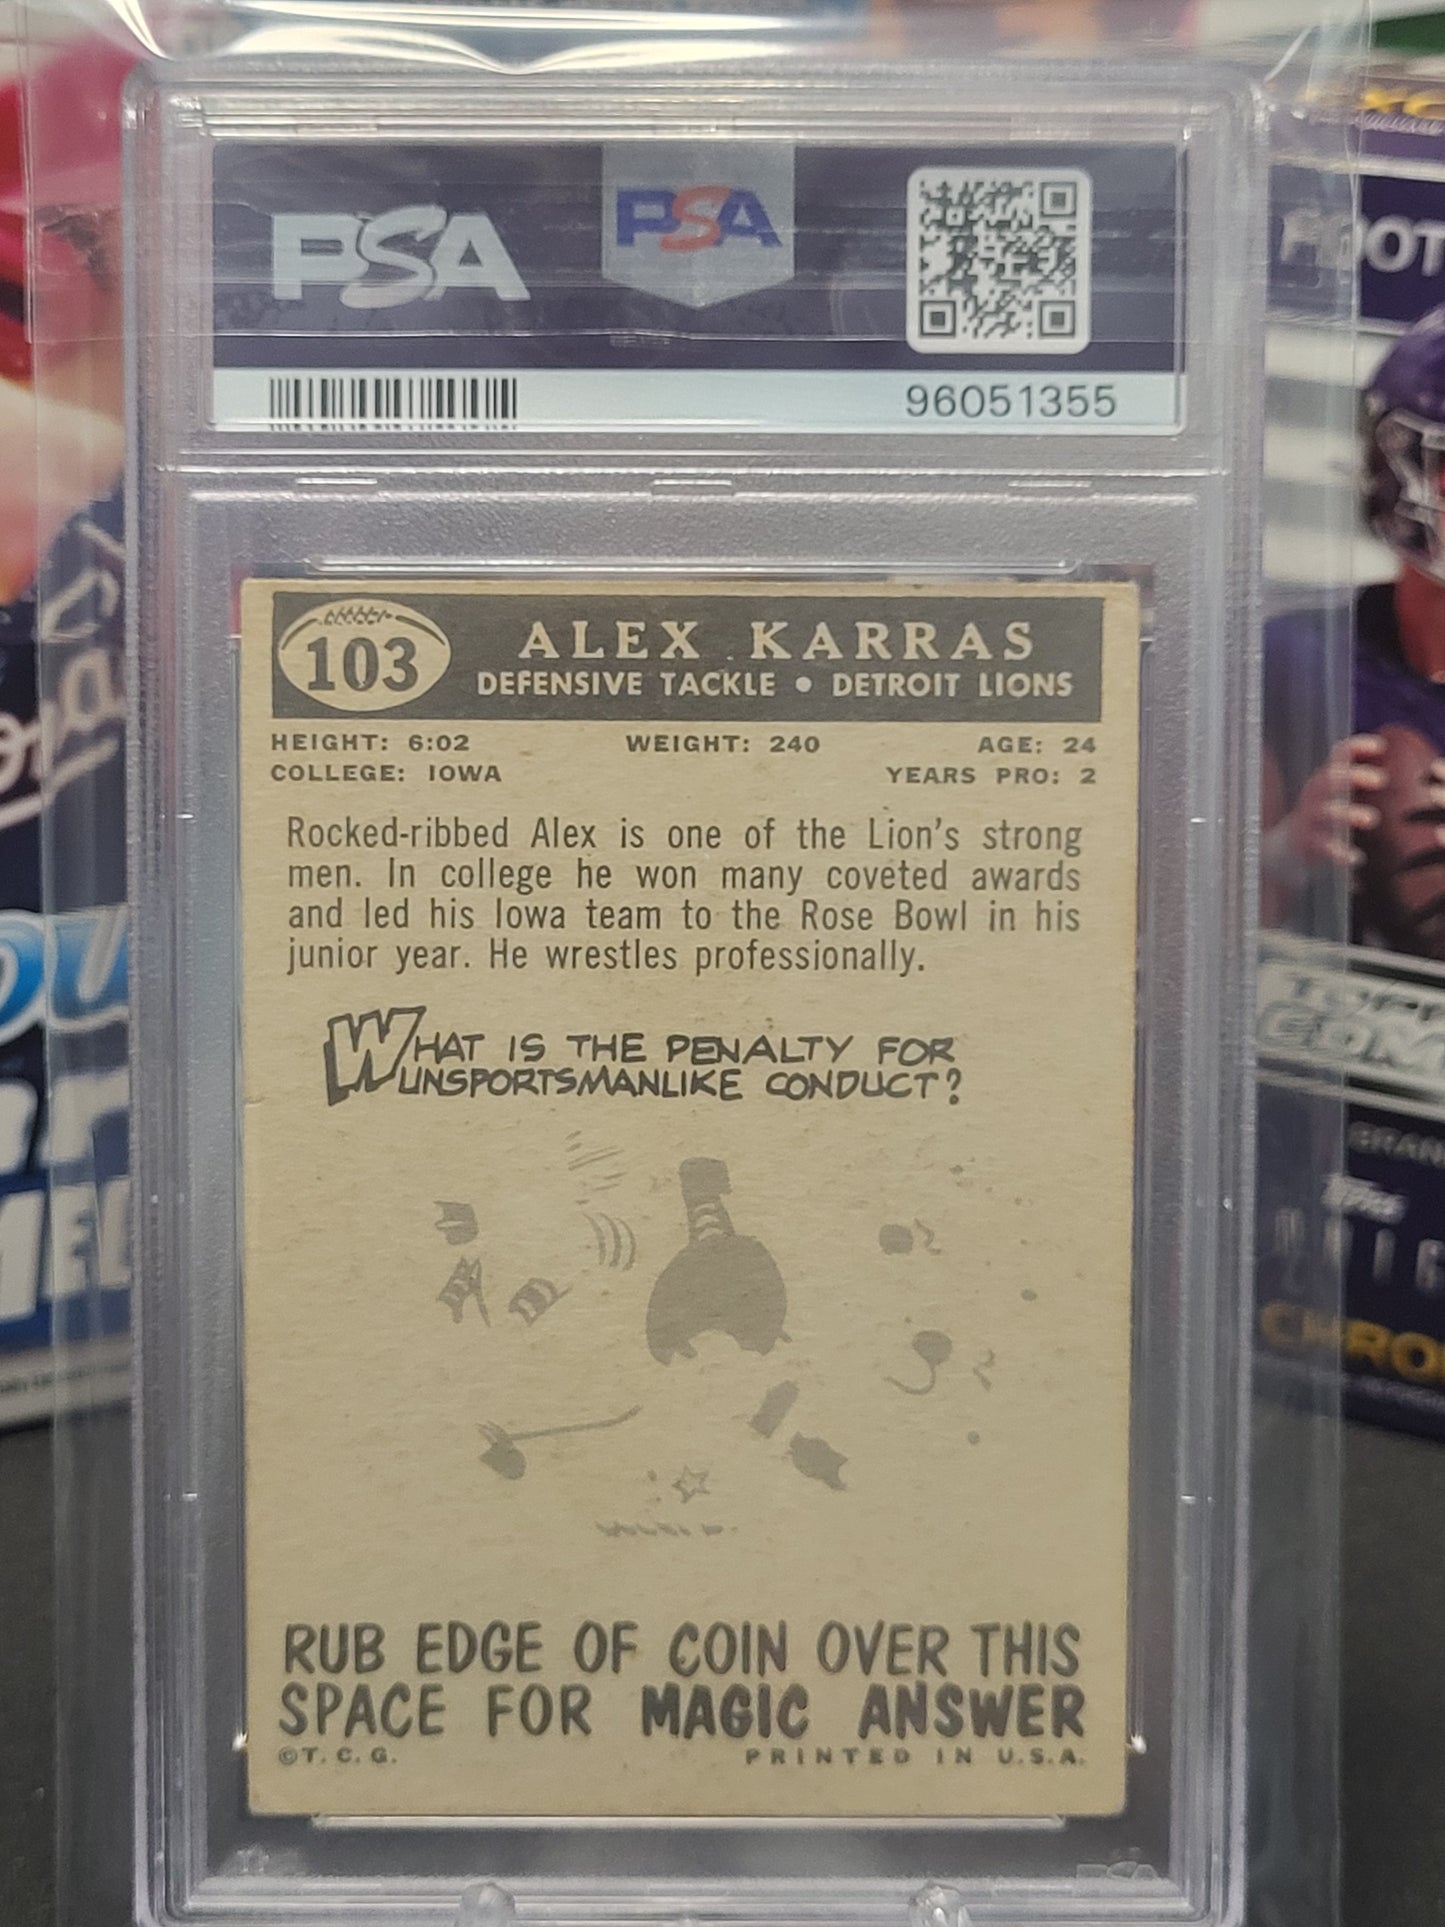 PSA
PSA
96051355
103
ALEX KARRAS
DEFENSIVE TACKLE • DETROIT LIONS
HEIGHT: 6:02 WEIGHT: 240 AGE: 24
COLLEGE: IOWA YEARS PRO: 2
Rocked-ribbed Alex is one of the Lion's strong
men. In college he won many coveted awards
and led his Iowa team to the Rose Bowl in his
junior year. He wrestles professionally.
WHAT IS THE PENALTY FOR
UNSPORTSMANLIKE CONDUCT?
RUB EDGE OF COIN OVER THIS
SPACE FOR MAGIC ANSWER
©T. C. G. PRINTED IN U.S.A.
PSA